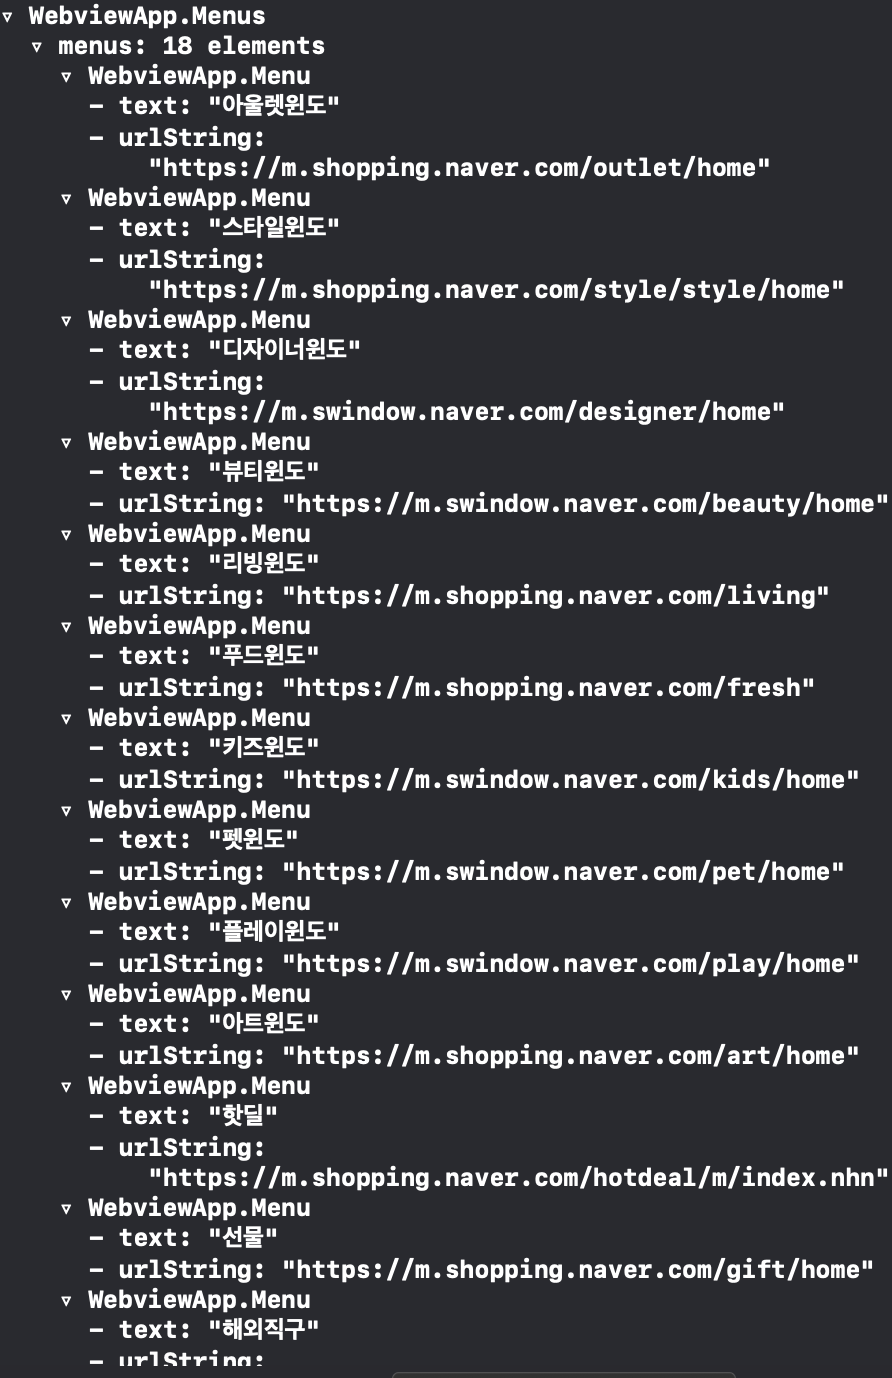 ▿ WebviewApp.Menus
▿ menus: 18 elements
▿ WebviewApp.Menu
- text: "아울렛윈도"
- urlString:
"https://m.shopping.naver.com/outlet/home"
▿ WebviewApp.Menu
- text: "스타일윈도"
- urlString:
"https://m.shopping.naver.com/style/style/home"
▿ WebviewApp.Menu
- text: "디자이너윈도"
- urlString:
"https://m.swindow.naver.com/designer/home"
▿ WebviewApp.Menu
- text: "뷰티윈도"
- urlString: "https://m.swindow.naver.com/beauty/home"
▿ WebviewApp.Menu
- text: "리빙윈도"
- urlString: "https://m.shopping.naver.com/living"
▿ WebviewApp.Menu
- text: "푸드윈도"
- urlString: "https://m.shopping.naver.com/fresh"
▿ WebviewApp.Menu
- text: "키즈윈도"
- urlString: "https://m.swindow.naver.com/kids/home"
▿ WebviewApp.Menu
- text: "펫윈도"
- urlString: "https://m.swindow.naver.com/pet/home"
▿ WebviewApp.Menu
- text: "플레이윈도"
- urlString: "https://m.swindow.naver.com/play/home"
▿ WebviewApp.Menu
- text: "아트윈도"
- urlString: "https://m.shopping.naver.com/art/home"
▿ WebviewApp.Menu
- text: "핫딜"
- urlString:
"https://m.shopping.naver.com/hotdeal/m/index.nhn"
▿ WebviewApp.Menu
- text: "선물"
- urlString: "https://m.shopping.naver.com/gift/home"
▿ WebviewApp.Menu
- text: "해외직구"
- urlString: